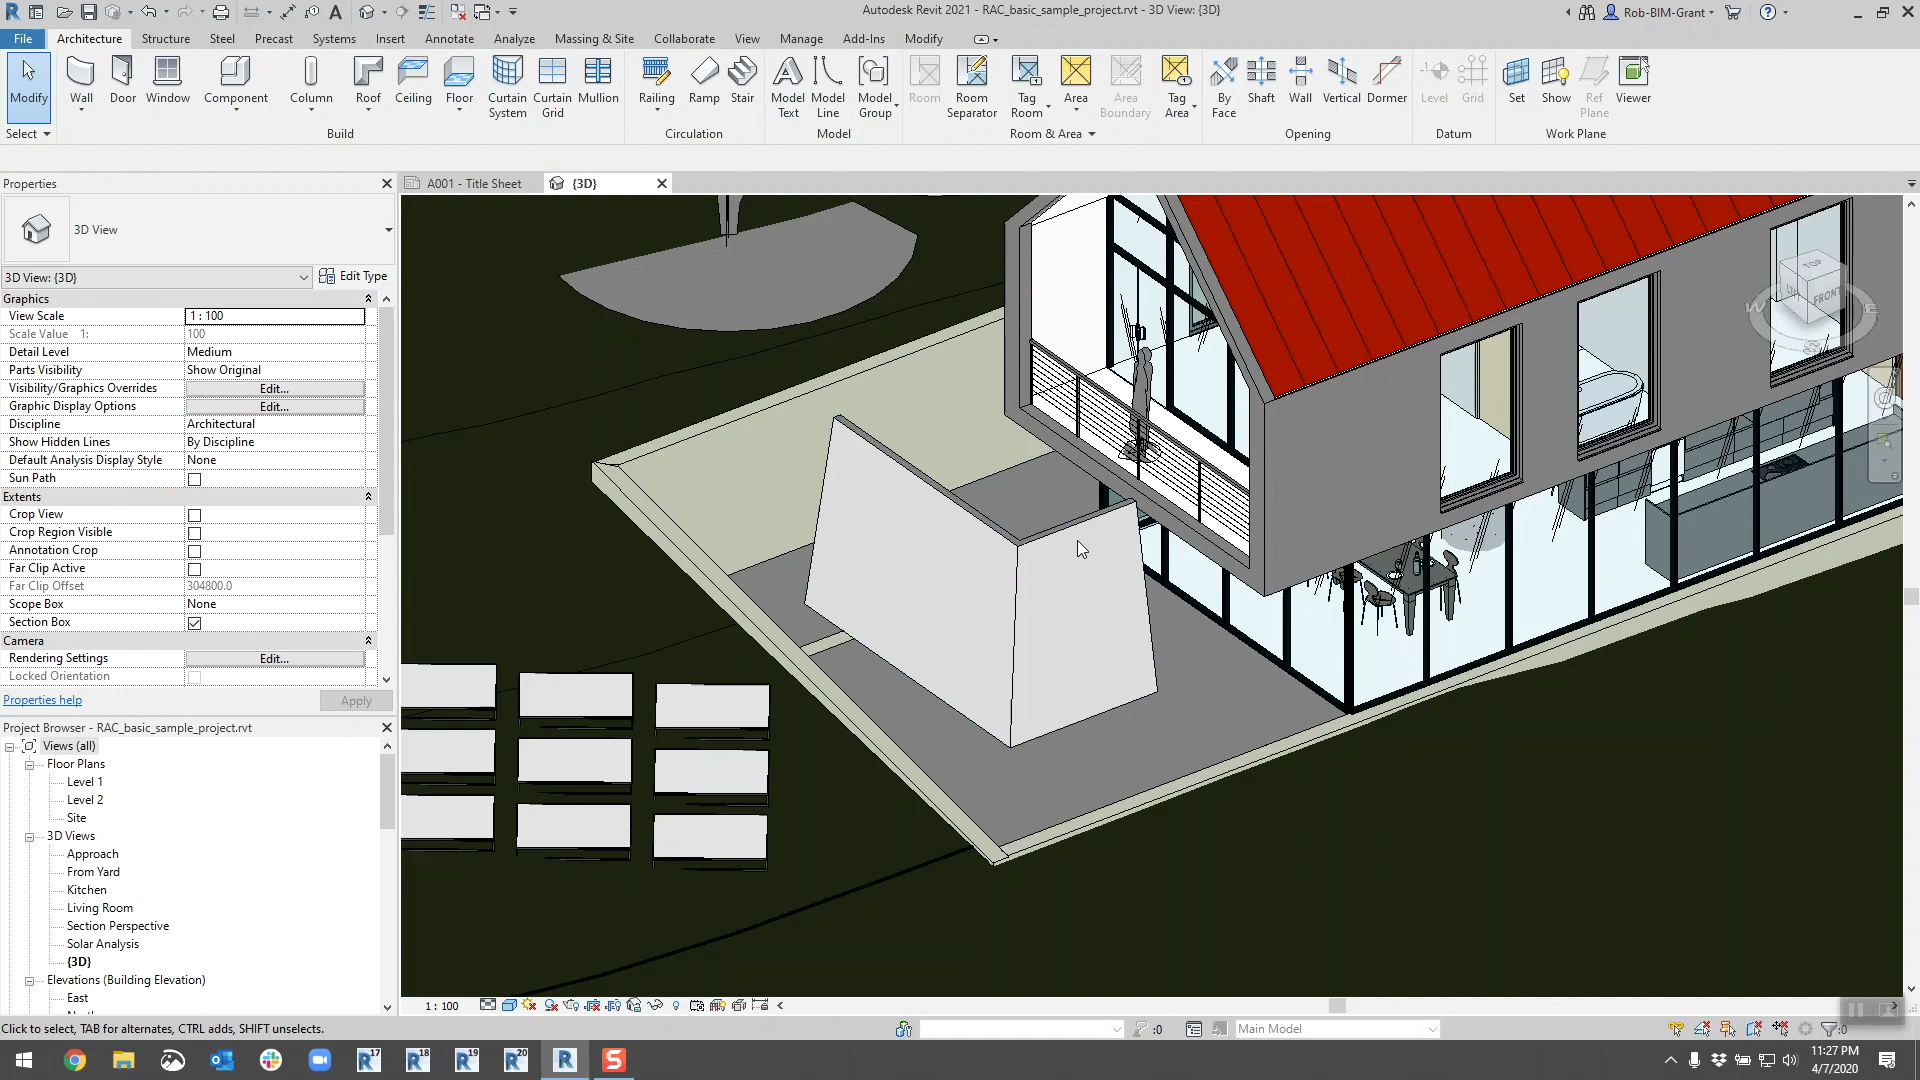 Autodesk Revit 2021 - RAC_basic_sample_project.rvt - 3D View: {3D}
Rob-BIM-Grant
File Architecture Structure Steel Precast Systems Insert Annotate Analyze Massing & Site Collaborate View Manage Add-Ins Modify
Modify Wall Door Window Component Column Roof Ceiling Floor Curtain System Curtain Grid Mullion Railing Ramp Stair Model Text Model Line Model Group Room Room Separator Tag Room Area Area Boundary Tag Area By Face Shaft Wall Vertical Dormer Level Grid Set Show Ref Plane Viewer
Select Build Circulation Model Room & Area Opening Datum Work Plane
Properties
A001 - Title Sheet {3D}
3D View
3D View: {3D} Edit Type
Graphics
View Scale 1 : 100
Scale Value 1: 100
Detail Level Medium
Parts Visibility Show Original
Visibility/Graphics Overrides Edit...
Graphic Display Options Edit...
Discipline Architectural
Show Hidden Lines By Discipline
Default Analysis Display Style None
Sun Path
Extents
Crop View
Crop Region Visible
Annotation Crop
Far Clip Active
Far Clip Offset 304800.0
Scope Box None
Section Box
Camera
Rendering Settings Edit...
Locked Orientation
Properties help Apply
Project Browser - RAC_basic_sample_project.rvt
Views (all)
Floor Plans
Level 1
Level 2
Site
3D Views
Approach
From Yard
Kitchen
Living Room
Section Perspective
Solar Analysis
{3D}
Elevations (Building Elevation)
East
TOP
FRONT
W
E
S
1 : 100
Click to select, TAB for alternates, CTRL adds, SHIFT unselects.
:0
Main Model
:0
R17 R18 R19 R20 R S
11:27 PM
4/7/2020